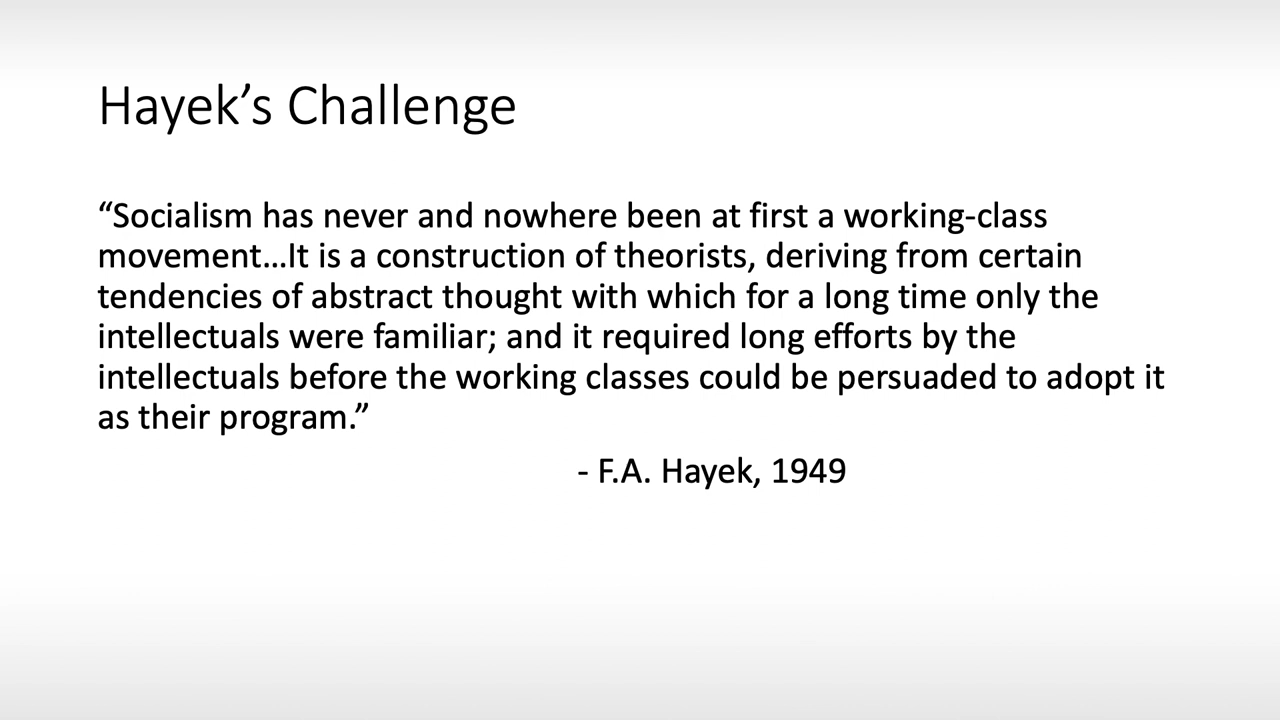 Hayek’s Challenge
“Socialism has never and nowhere been at first a working-class
movement...It is a construction of theorists, deriving from certain
tendencies of abstract thought with which for a long time only the
intellectuals were familiar; and it required long efforts by the
intellectuals before the working classes could be persuaded to adopt it
as their program.”
- F.A. Hayek, 1949